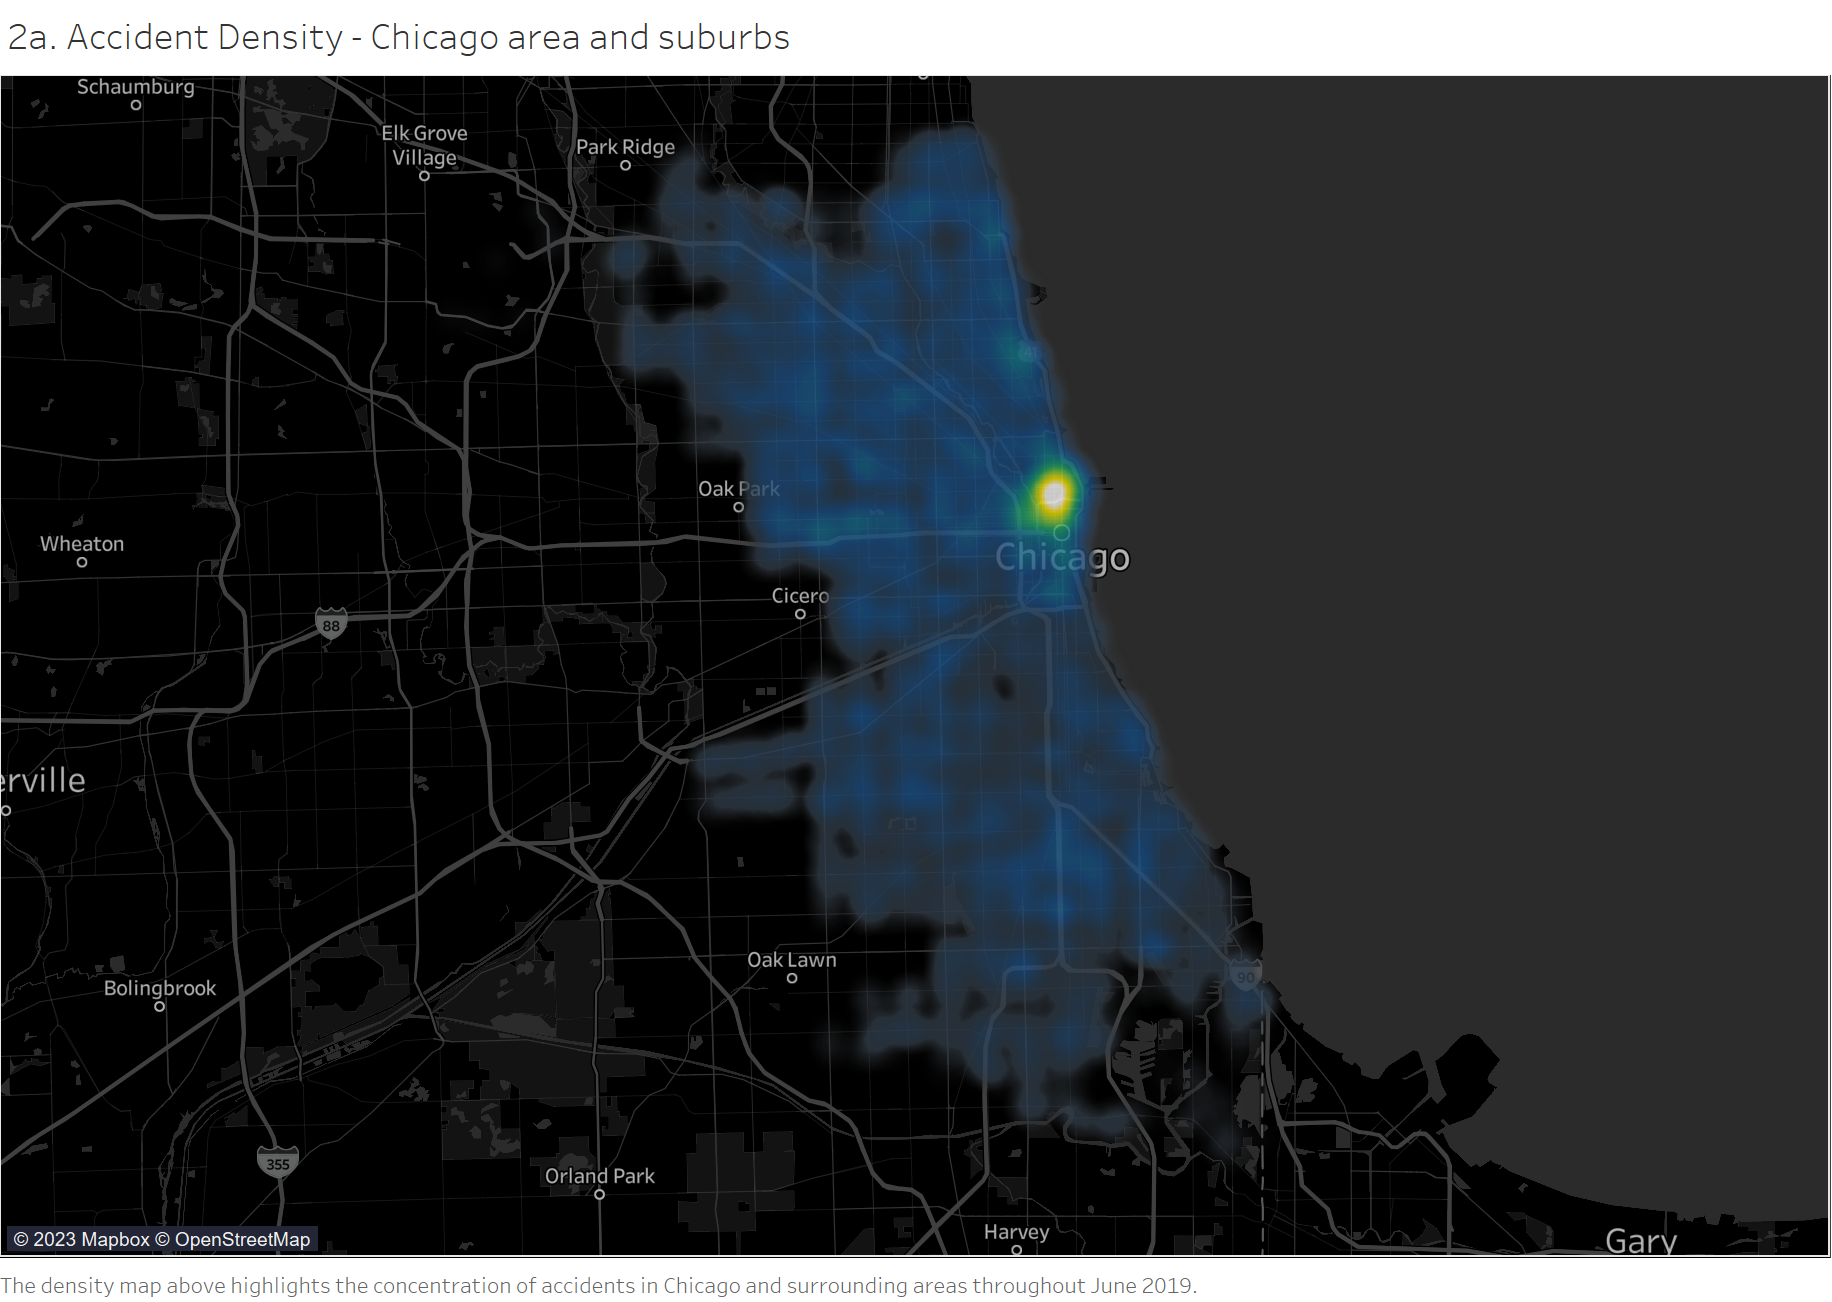 2a. Accident Density - Chicago area and suburbs
Schaumburg
Elk Grove
Village
Park Ridge
41
Oak Park
Wheaton
Chicago
Cicero
88
erville
Oak Lawn
90
Bolingbrook
355
Orland Park
Harvey
Gary
© 2023 Mapbox © OpenStreetMap
The density map above highlights the concentration of accidents in Chicago and surrounding areas throughout June 2019.